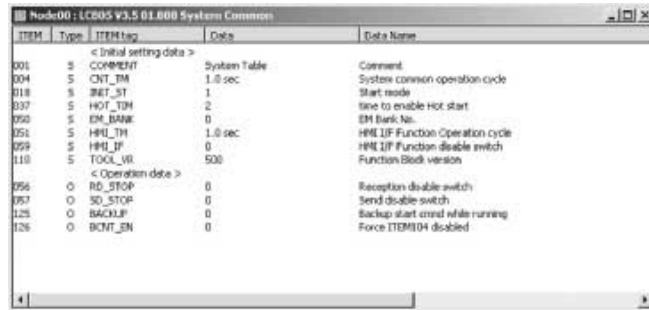 Node00 : LCB05 V3.5 01.000 System Common
ITEM Type ITEM tag Data Data Name
< Initial setting data >
001 S COMMENT System Table Comment
004 S CNT_TM 1.0 sec System common operation cycle
018 S INIT_ST 1 Start mode
037 S HOT_TIM 2 time to enable Hot start
050 S EM_BANK 0 EM Bank No.
051 S HMI_TM 1.0 sec HMI I/F Function Operation cycle
059 S HMI_IF 0 HMI I/F Function disable switch
110 S TOOL_VR 500 Function Block version
< Operation data >
056 O RD_STOP 0 Reception disable switch
057 O SD_STOP 0 Send disable switch
125 O BACKUP 0 Backup start cmnd while running
126 O BCNT_EN 0 Force ITEM104 disabled